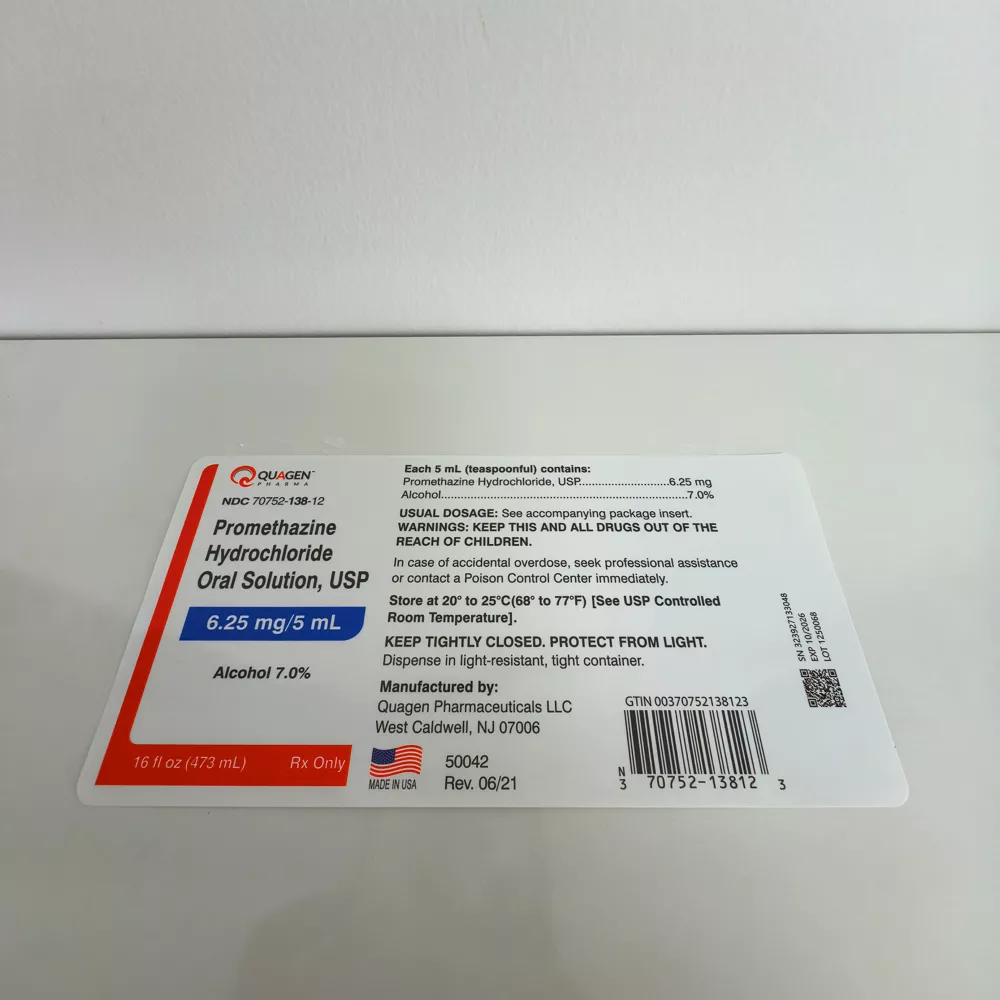 QUAGEN™
PHARMA
NDC 70752-138-12
Promethazine
Hydrochloride
Oral Solution, USP
6.25 mg/5 mL
Alcohol 7.0%
16 fl oz (473 mL) Rx Only
Each 5 mL (teaspoonful) contains:
Promethazine Hydrochloride, USP............................6.25 mg
Alcohol............................................................7.0%
USUAL DOSAGE: See accompanying package insert.
WARNINGS: KEEP THIS AND ALL DRUGS OUT OF THE
REACH OF CHILDREN.
In case of accidental overdose, seek professional assistance
or contact a Poison Control Center immediately.
Store at 20° to 25°C(68° to 77°F) [See USP Controlled
Room Temperature].
KEEP TIGHTLY CLOSED. PROTECT FROM LIGHT.
Dispense in light-resistant, tight container.
Manufactured by:
Quagen Pharmaceuticals LLC
West Caldwell, NJ 07006
MADE IN USA
50042
Rev. 06/21
GTIN 00370752138123
N
3 70752-13812 3
SN 323927133048
EXP 10/2026
LOT 1250068